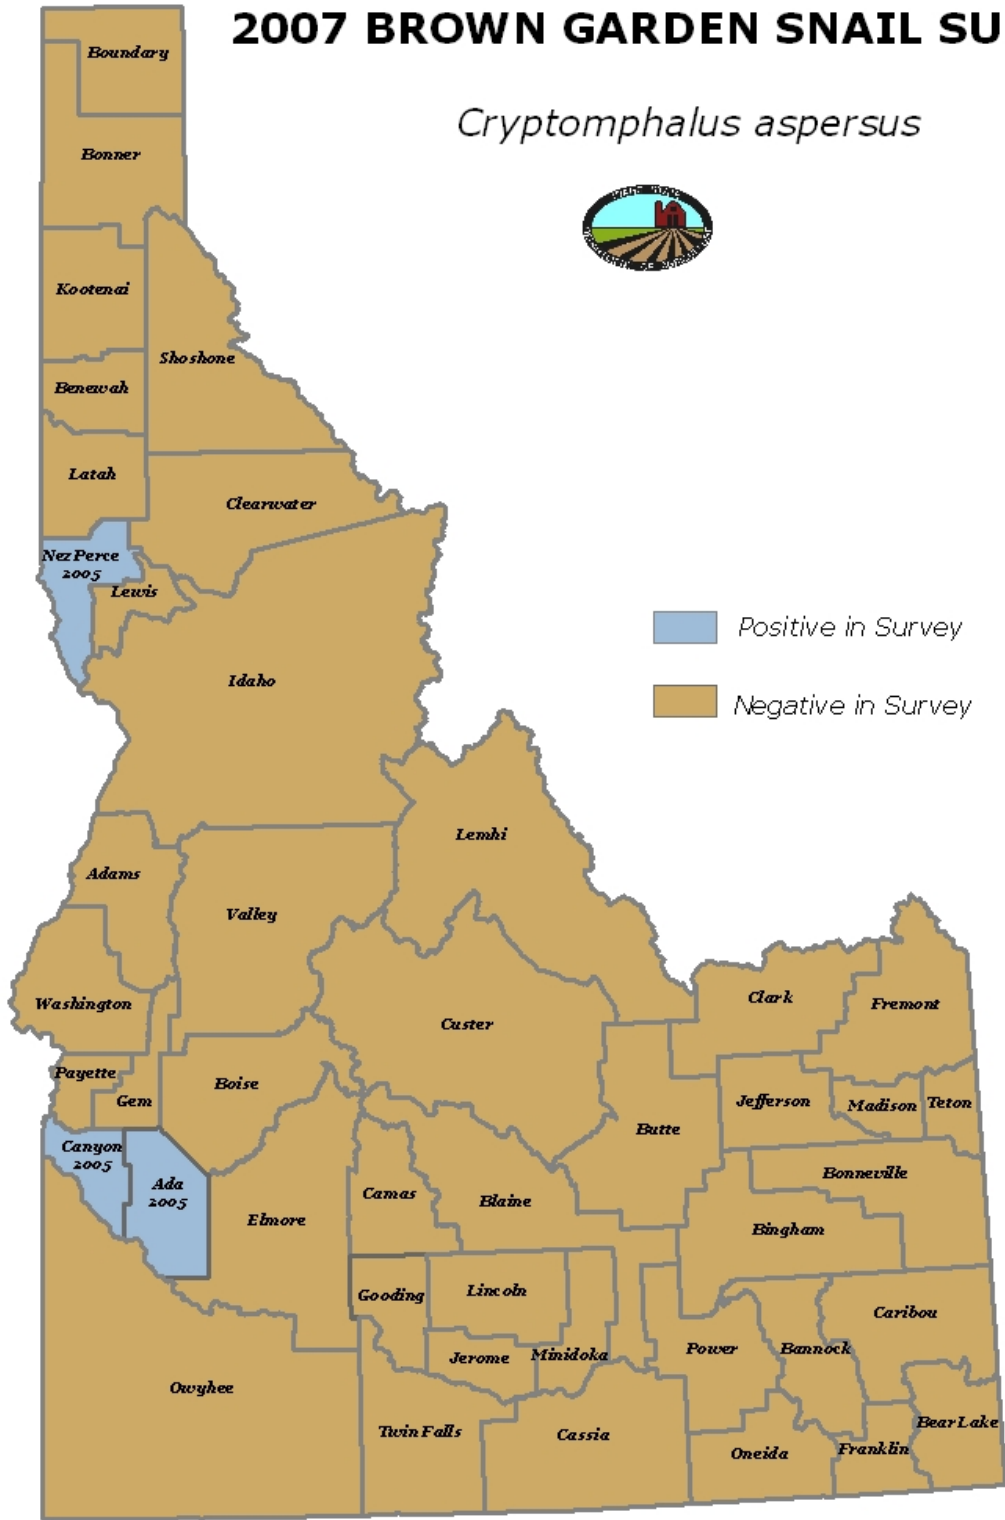 2007 BROWN GARDEN SNAIL SU
Cryptomphalus aspersus
Boundary
Bonner
Kootenai
Shoshone
Benewah
Latah
Clearwater
Nez Perce
2005
Lewis
Positive in Survey
Idaho
Negative in Survey
Lemhi
Adams
Valley
Washington
Custer
Clark
Fremont
Payette
Boise
Gem
Butte
Jefferson
Madison
Teton
Canyon
2005
Ada
2005
Camas
Blaine
Bonneville
Elmore
Bingham
Gooding
Lincoln
Caribou
Jerome
Minidoka
Power
Bannock
Owyhee
Twin Falls
Cassia
Oneida
Franklin
Bear Lake